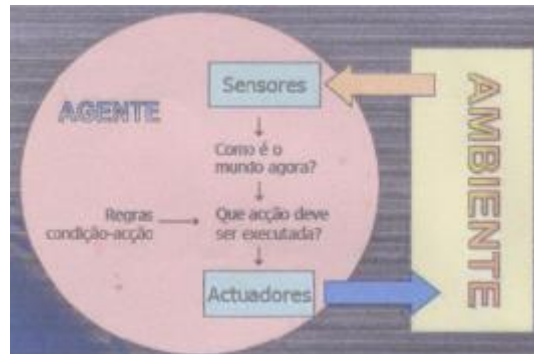 Sensores
AGENTE
Como é o
mundo agora?
Regras
condição-acção
Que acção deve
ser executada?
Actuadores
AMBIENTE